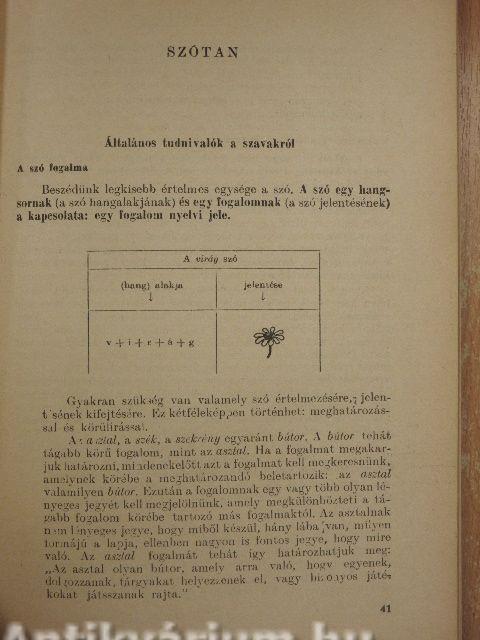 SZÓTAN
Általános tudnivalók a szavakról
A szó fogalma
Beszédünk legkisebb értelmes egysége a szó. A szó egy hang-
sornak (a szó hangalakjának) és egy fogalomnak (a szó jelentésének)
a kapcsolata: egy fogalom nyelvi jele.
A virág szó
(hang) alakja
↓
jelentése
↓
v + i + r + á + g
Gyakran szükség van valamely szó értelmezésére, jelen-
tésének kifejtésére. Ez kétféleképpen történhet: meghatározás-
sal és körülírással.
Az asztal, a szék, a szekrény egyaránt bútor. A bútor tehát
tágabb körű fogalom, mint az asztal. Ha a fogalmat megakar-
juk határozni, mindenekelőtt azt a fogalmat kell megkeresnünk,
amelynek körébe a meghatározandó beletartozik: az asztal
valamilyen bútor. Ezután a fogalomnak egy vagy több olyan lé-
nyeges jegyét kell megjelölnünk, amely megkülönbözteti a tá-
gabb fogalom körébe tartozó más fogalmaktól. Az asztalnak
nem lényeges jegye, hogy miből készül, hány lába van, milyen
formájú a lapja, ellenben nagyon is fontos jegye, hogy mire
való. Az asztal fogalmát tehát így határozhatjuk meg:
„Az asztal olyan bútor, amely arra való, hogy egyenek,
dolgozzanak, tárgyakat helyezzenek el, vagy bizonyos játé-
kokat játsszanak rajta."
41
Antikvárium.hu